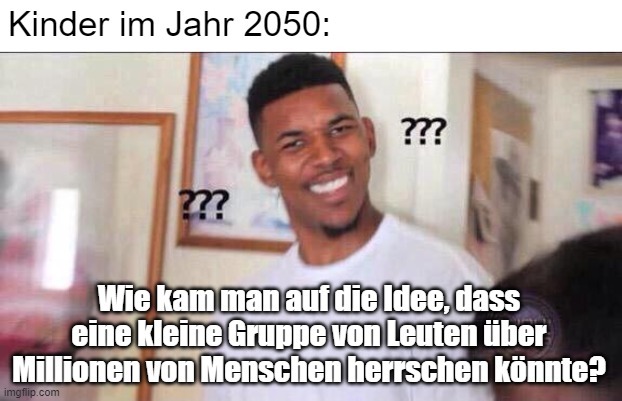 Kinder im Jahr 2050:
???
???
Wie kam man auf die Idee, dass
eine kleine Gruppe von Leuten über
Millionen von Menschen herrschen könnte?
imgflip.com